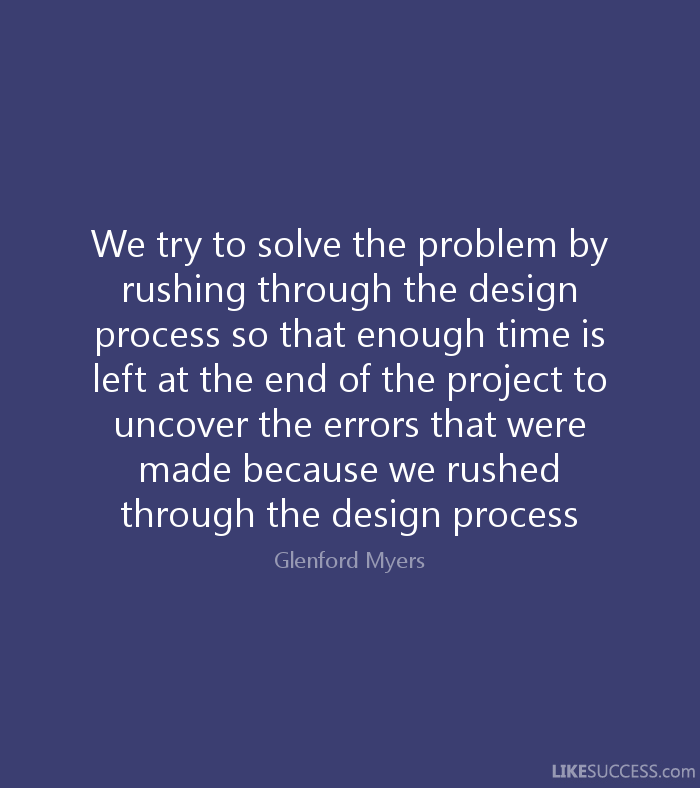 We try to solve the problem by
rushing through the design
process so that enough time is
left at the end of the project to
uncover the errors that were
made because we rushed
through the design process
Glenford Myers
LIKESUCCESS.com